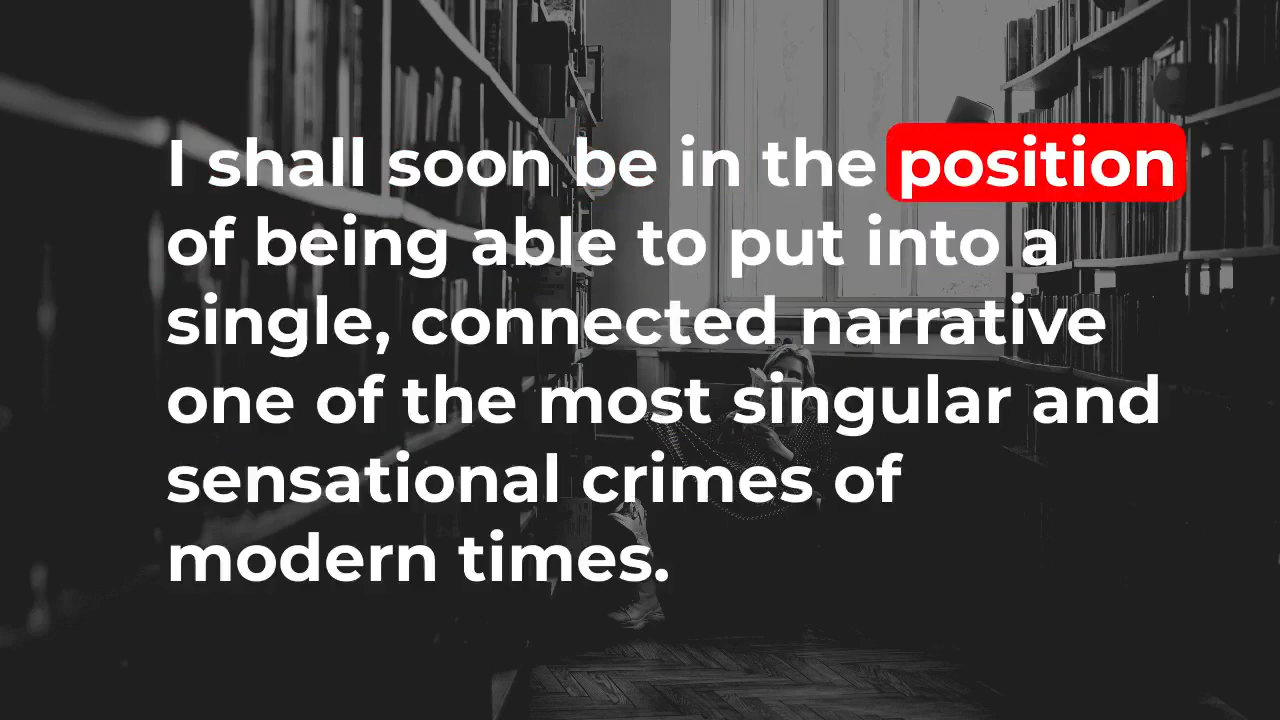 I shall soon be in the position
of being able to put into a
single, connected narrative
one of the most singular and
sensational crimes of
modern times.